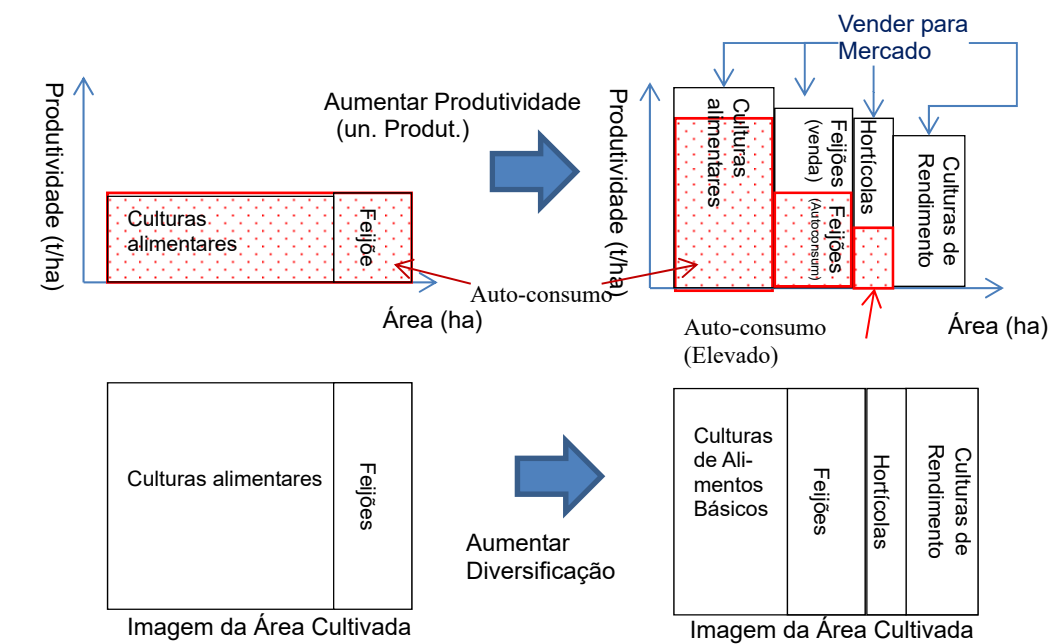 Vender para
Mercado
Produtividade (t/ha)
Aumentar Produtividade
(un. Produt.)
Culturas
alimentares
Feijõe
Auto-consumo
Área (ha)
Produtividade (t/ha)
Culturas
alimentares
Feijões
(venda)
Feijões
(Autoconsum)
Hortícolas
Culturas de
Rendimento
Auto-consumo
(Elevado)
Área (ha)
Culturas alimentares
Feijões
Imagem da Área Cultivada
Aumentar
Diversificação
Culturas
de Ali-
mentos
Básicos
Feijões
Hortícolas
Culturas de
Rendimento
Imagem da Área Cultivada